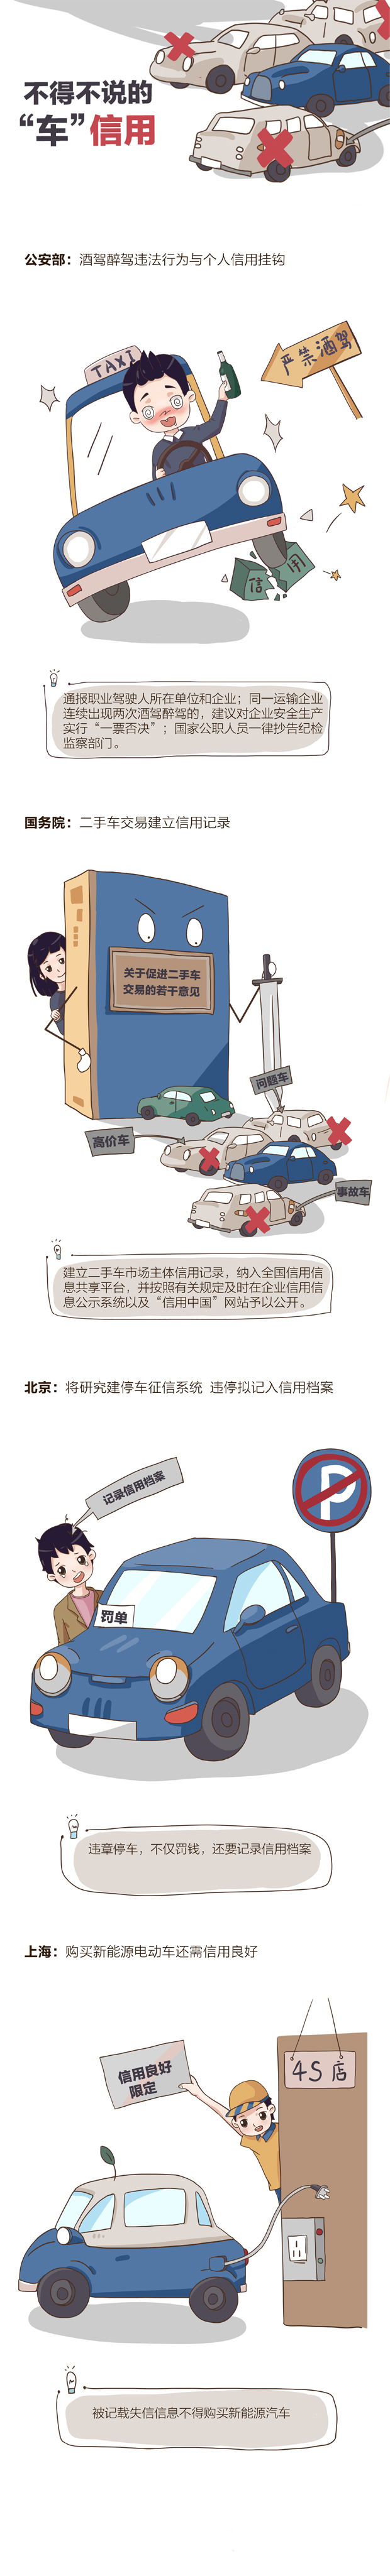 不得不说的
“车”信用
公安部：酒驾醉驾违法行为与个人信用挂钩
TAXI
严禁酒驾
信用
通报职业驾驶人所在单位和企业；同一运输企业
连续出现两次酒驾醉驾的，建议对企业安全生产
实行“一票否决”；国家公职人员一律抄告纪检
监察部门。
国务院：二手车交易建立信用记录
关于促进二手车
交易的若干意见
问题车
高价车
事故车
建立二手车市场主体信用记录，纳入全国信用信
息共享平台，并按照有关规定及时在企业信用信
息公示系统以及“信用中国”网站予以公开。
北京：将研究建停车征信系统 违停拟记入信用档案
记录信用档案
P
罚单
违章停车，不仅罚钱，还要记录信用档案
上海：购买新能源电动车还需信用良好
4S店
信用良好
限定
被记载失信信息不得购买新能源汽车